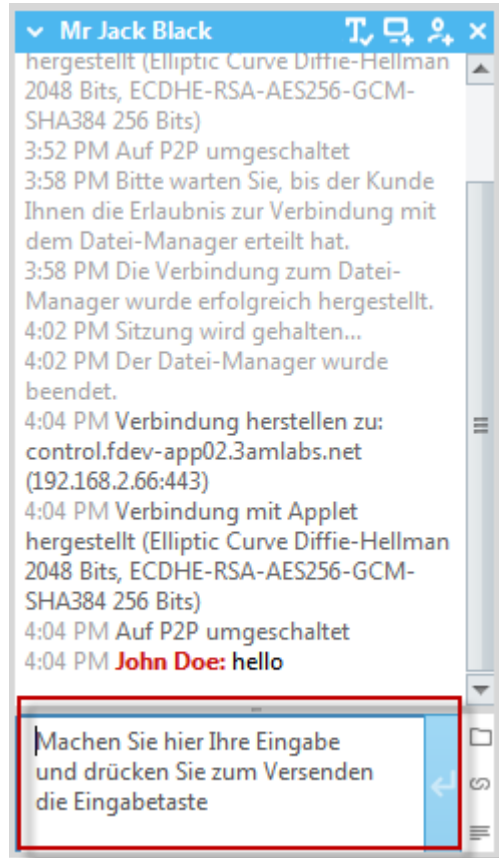 Mr Jack Black
hergestellt (Elliptic Curve Diffie-Hellman
2048 Bits, ECDHE-RSA-AES256-GCM-
SHA384 256 Bits)
3:52 PM Auf P2P umgeschaltet
3:58 PM Bitte warten Sie, bis der Kunde
Ihnen die Erlaubnis zur Verbindung mit
dem Datei-Manager erteilt hat.
3:58 PM Die Verbindung zum Datei-
Manager wurde erfolgreich hergestellt.
4:02 PM Sitzung wird gehalten...
4:02 PM Der Datei-Manager wurde
beendet.
4:04 PM Verbindung herstellen zu:
control.fdev-app02.3amlabs.net
(192.168.2.66:443)
4:04 PM Verbindung mit Applet
hergestellt (Elliptic Curve Diffie-Hellman
2048 Bits, ECDHE-RSA-AES256-GCM-
SHA384 256 Bits)
4:04 PM Auf P2P umgeschaltet
4:04 PM John Doe: hello
Machen Sie hier Ihre Eingabe
und drücken Sie zum Versenden
die Eingabetaste